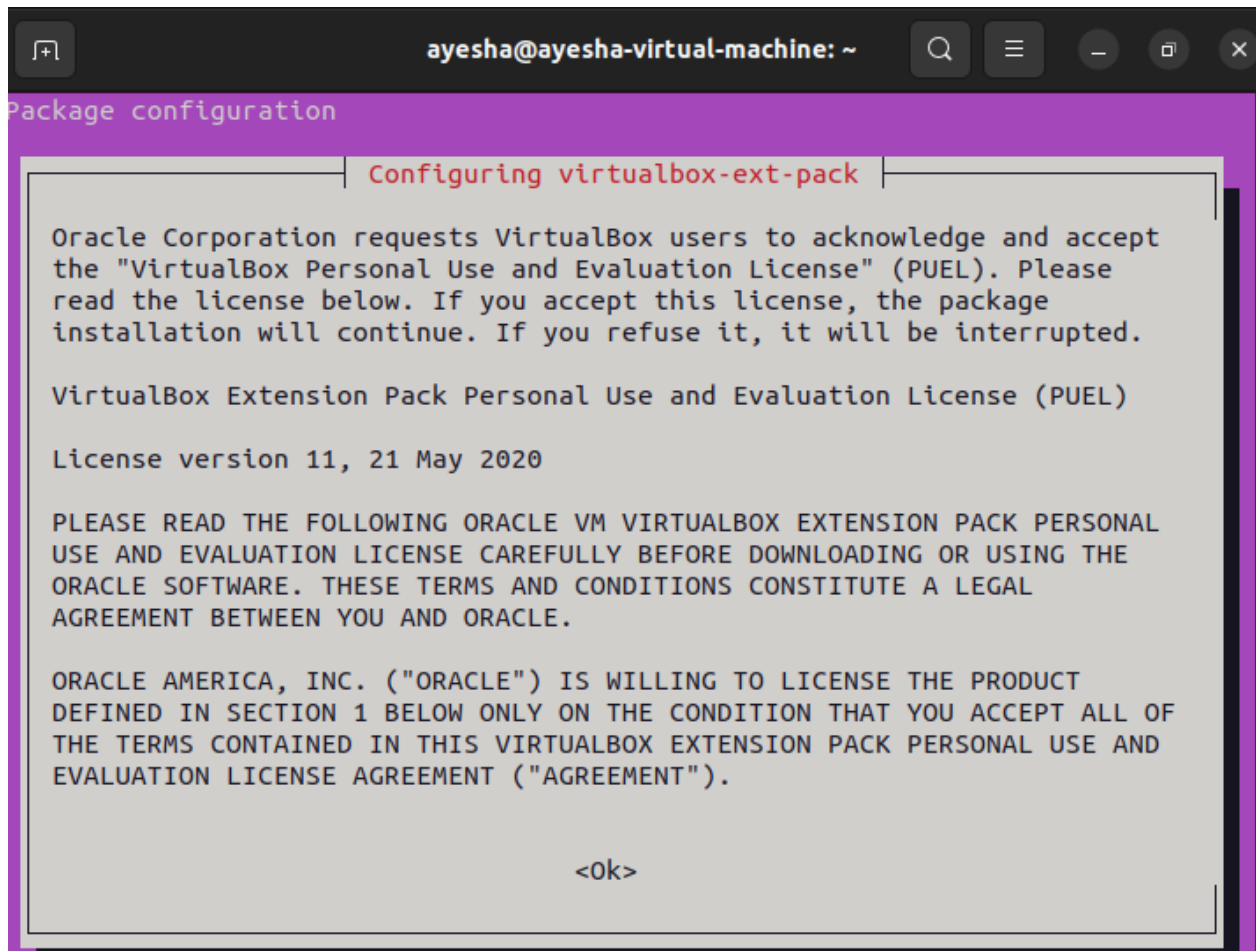 ayesha@ayesha-virtual-machine: ~
Package configuration
Configuring virtualbox-ext-pack
Oracle Corporation requests VirtualBox users to acknowledge and accept
the "VirtualBox Personal Use and Evaluation License" (PUEL). Please
read the license below. If you accept this license, the package
installation will continue. If you refuse it, it will be interrupted.
VirtualBox Extension Pack Personal Use and Evaluation License (PUEL)
License version 11, 21 May 2020
PLEASE READ THE FOLLOWING ORACLE VM VIRTUALBOX EXTENSION PACK PERSONAL
USE AND EVALUATION LICENSE CAREFULLY BEFORE DOWNLOADING OR USING THE
ORACLE SOFTWARE. THESE TERMS AND CONDITIONS CONSTITUTE A LEGAL
AGREEMENT BETWEEN YOU AND ORACLE.
ORACLE AMERICA, INC. ("ORACLE") IS WILLING TO LICENSE THE PRODUCT
DEFINED IN SECTION 1 BELOW ONLY ON THE CONDITION THAT YOU ACCEPT ALL OF
THE TERMS CONTAINED IN THIS VIRTUALBOX EXTENSION PACK PERSONAL USE AND
EVALUATION LICENSE AGREEMENT ("AGREEMENT").
<Ok>